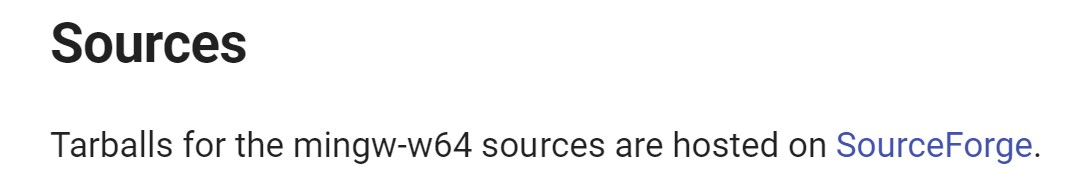 Sources
Tarballs for the mingw-w64 sources are hosted on SourceForge.